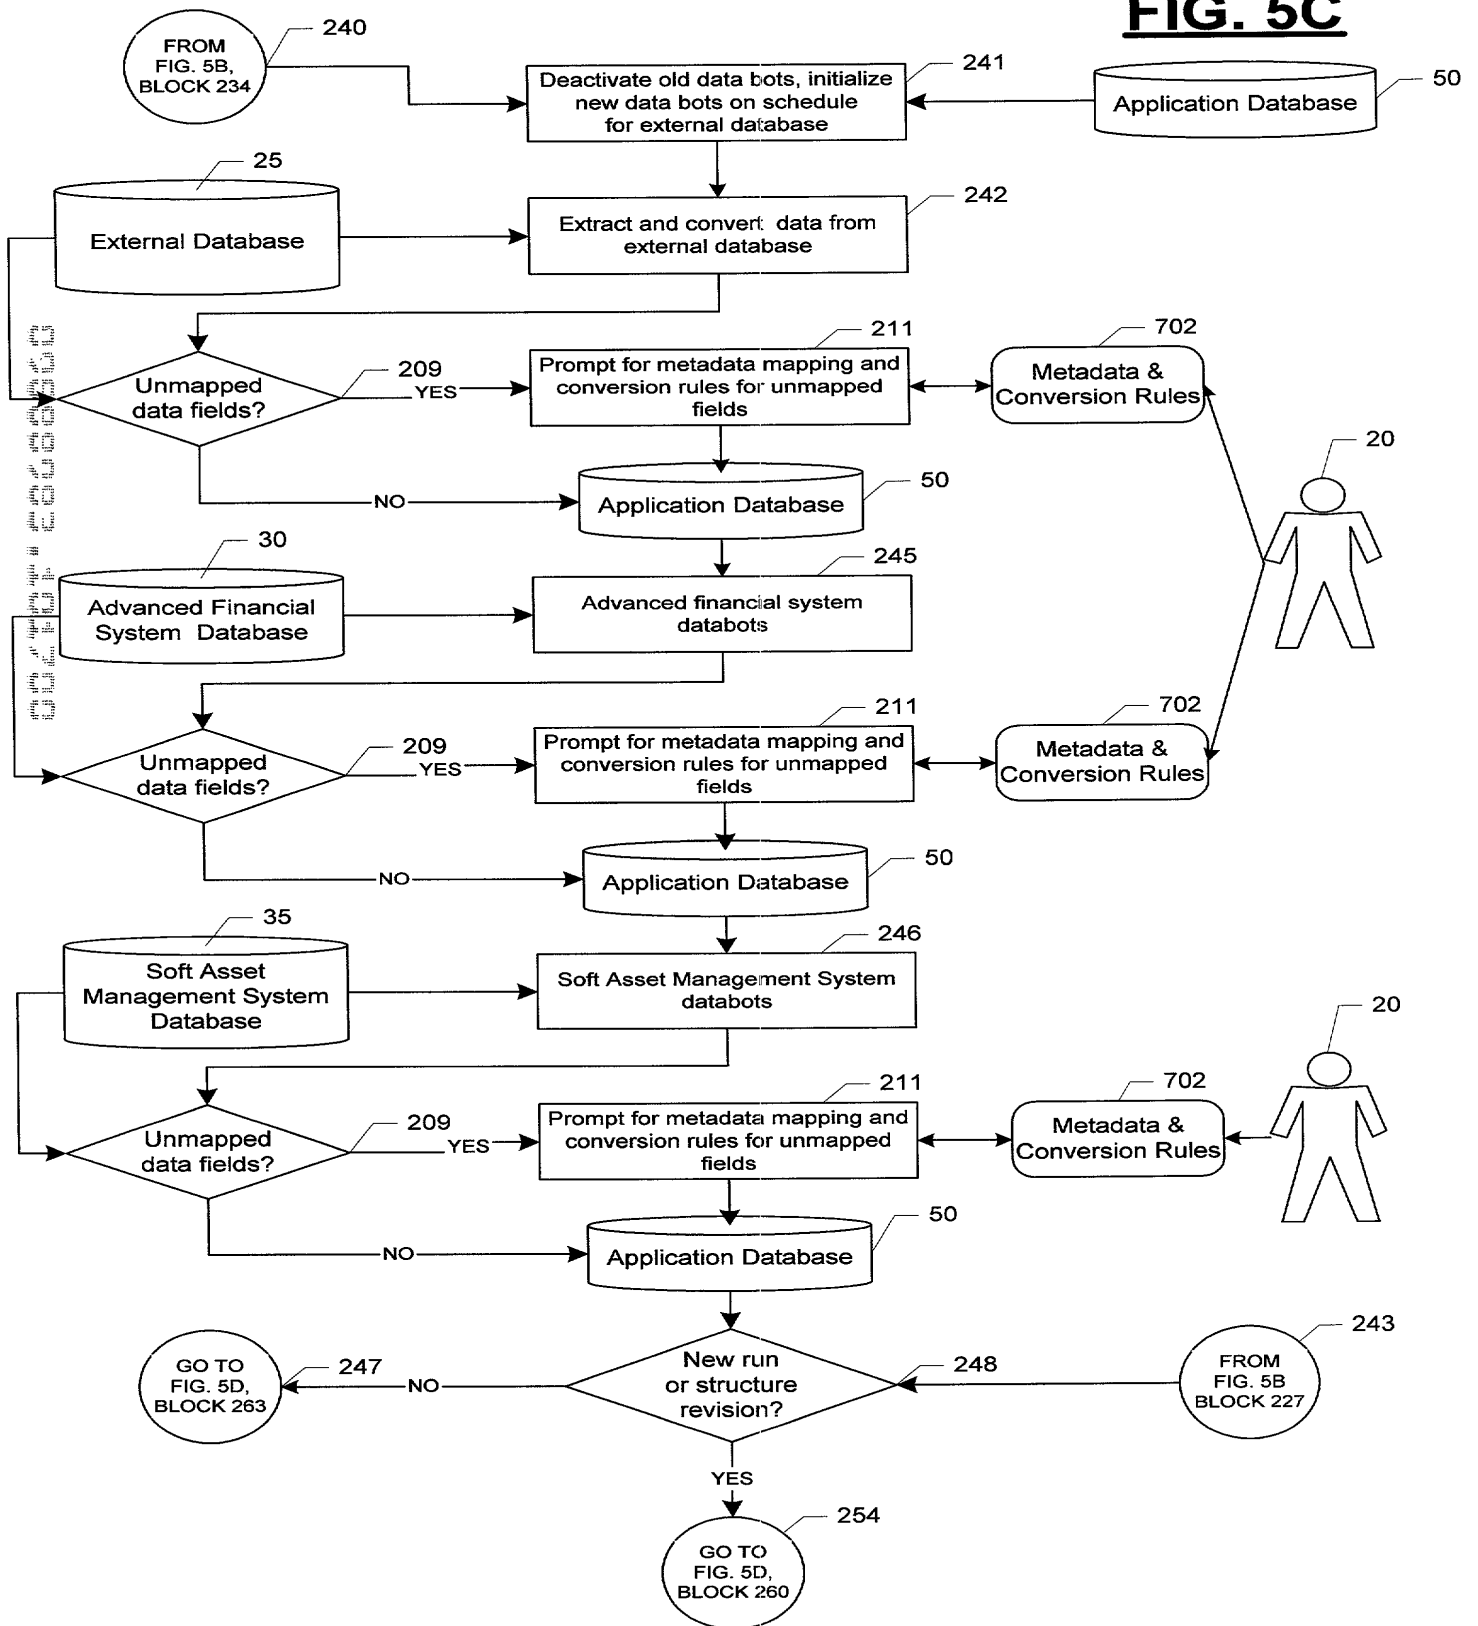 FIG. 5C
FROM
FIG. 5B,
BLOCK 234
240
Deactivate old data bots, initialize
new data bots on schedule
for external database
241
Application Database
50
25
External Database
Extract and convert data from
external database
242
Unmapped
data fields?
209
YES
Prompt for metadata mapping and
conversion rules for unmapped
fields
211
Metadata &
Conversion Rules
702
20
NO
Application Database
50
30
Advanced Financial
System Database
Advanced financial system
databots
245
Unmapped
data fields?
209
YES
Prompt for metadata mapping and
conversion rules for unmapped
fields
211
Metadata &
Conversion Rules
702
NO
Application Database
50
35
Soft Asset
Management System
Database
Soft Asset Management System
databots
246
Unmapped
data fields?
209
YES
Prompt for metadata mapping and
conversion rules for unmapped
fields
211
Metadata &
Conversion Rules
702
20
NO
Application Database
50
GO TO
FIG. 5D,
BLOCK 263
247
NO
New run
or structure
revision?
248
FROM
FIG. 5B
BLOCK 227
243
YES
GO TO
FIG. 5D,
BLOCK 260
254